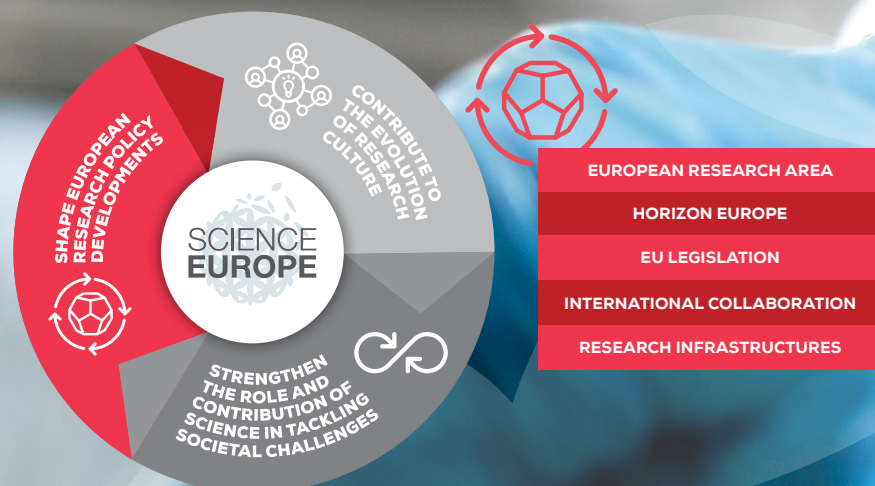 SHAPE EUROPEAN
RESEARCH POLICY
DEVELOPMENTS
CONTRIBUTE TO
THE EVOLUTION
OF RESEARCH
CULTURE
SCIENCE
EUROPE
STRENGTHEN
THE ROLE AND
CONTRIBUTION OF
SCIENCE IN TACKLING
SOCIETAL CHALLENGES
EUROPEAN RESEARCH AREA
HORIZON EUROPE
EU LEGISLATION
INTERNATIONAL COLLABORATION
RESEARCH INFRASTRUCTURES